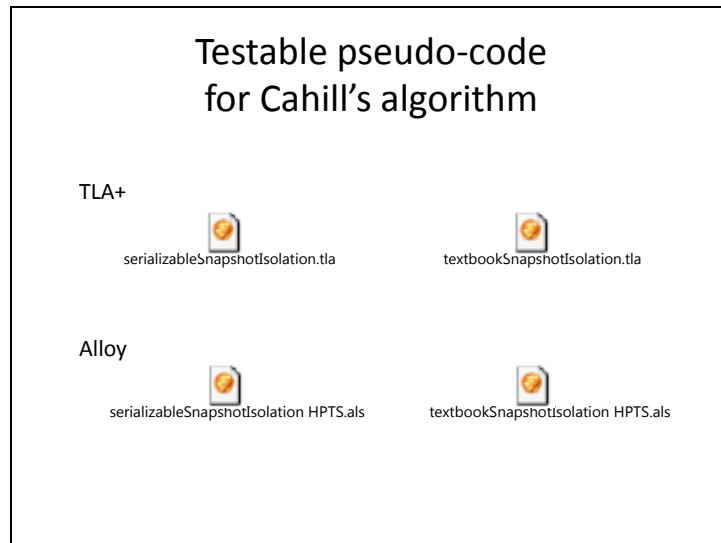 Testable pseudo-code
for Cahill's algorithm
TLA+
serializableSnapshotIsolation.tla
textbookSnapshotIsolation.tla
Alloy
serializableSnapshotIsolation HPTS.als
textbookSnapshotIsolation HPTS.als